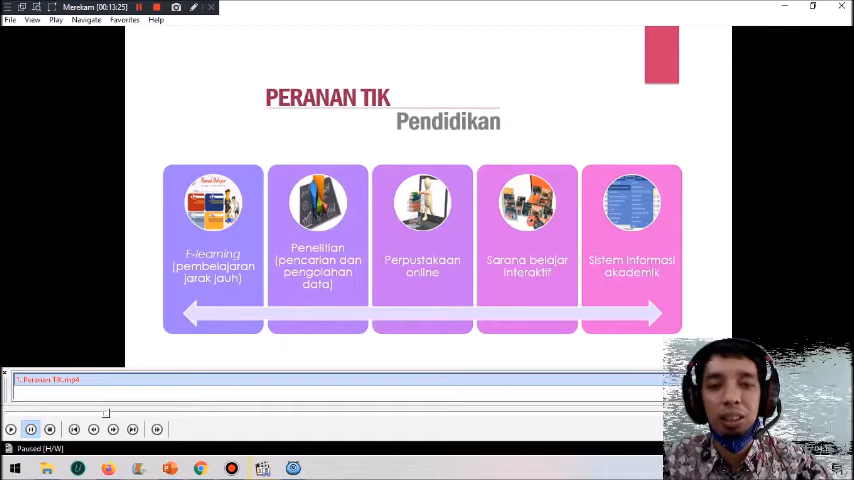 Merekam [00:13:25]
File View Play Navigate Favorites Help
PERANAN TIK
Pendidikan
E-learning
(pembelajaran
jarak jauh)
Penelitian
(pencarian dan
pengolahan
data)
Perpustakaan
online
Sarana belajar
interaktif
Sistem informasi
akademik
1. Peranan TIK.mp4
Paused [H/W]